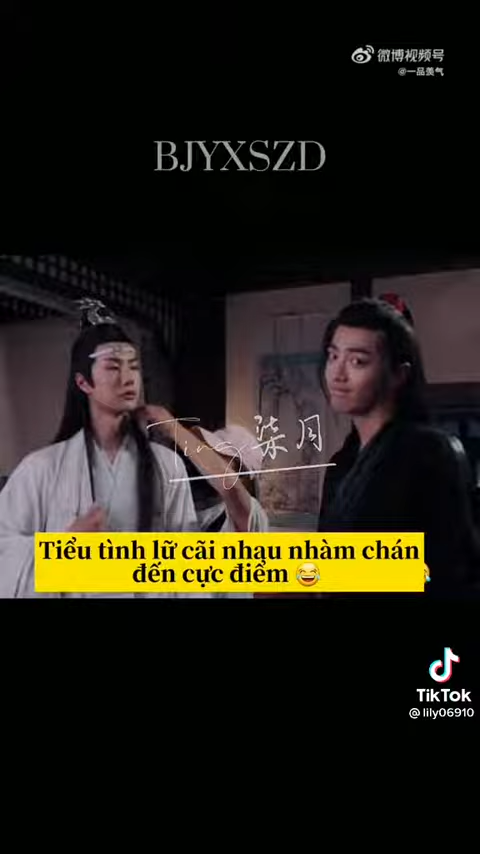 微博视频号
@一品羹气
BJYXSZD
Ting柒月
Tiểu tình lữ cãi nhau nhàm chán
đến cực điểm 😂
TikTok
@lily06910